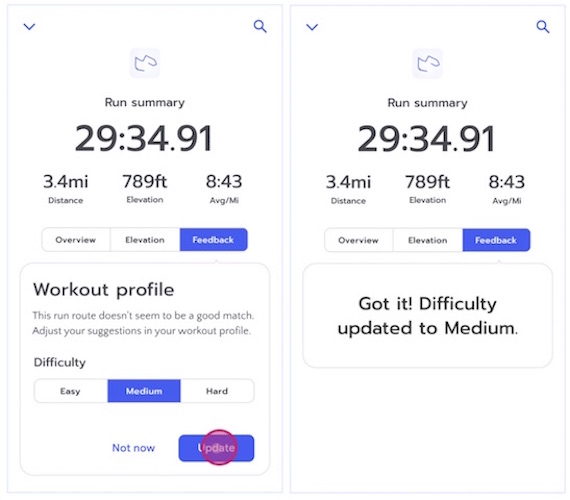 Run summary
29:34.91
3.4mi 789ft 8:43
Distance Elevation Avg/Mi
Overview Elevation Feedback
Workout profile
This run route doesn't seem to be a good match.
Adjust your suggestions in your workout profile.
Difficulty
Easy Medium Hard
Not now Update
Run summary
29:34.91
3.4mi 789ft 8:43
Distance Elevation Avg/Mi
Overview Elevation Feedback
Got it! Difficulty
updated to Medium.